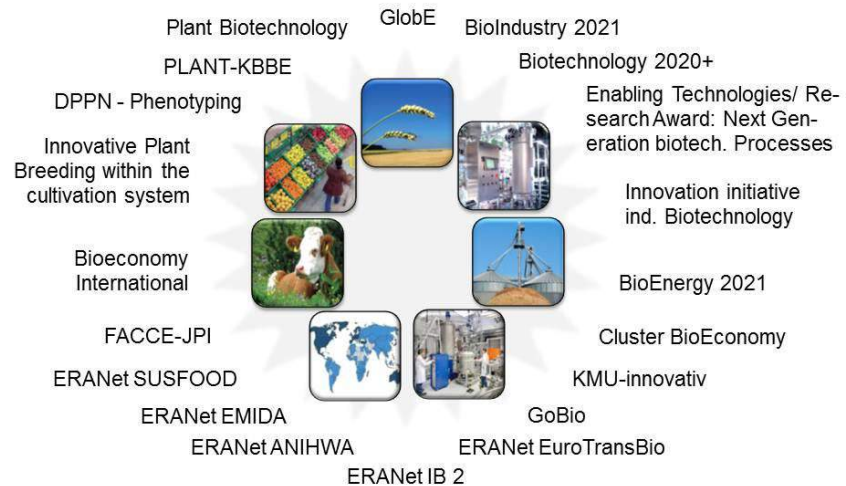 GlobE
Plant Biotechnology
BioIndustry 2021
PLANT-KBBE
Biotechnology 2020+
DPPN - Phenotyping
Enabling Technologies/ Re-
search Award: Next Gen-
eration biotech. Processes
Innovative Plant
Breeding within the
cultivation system
Innovation initiative
ind. Biotechnology
Bioeconomy
International
BioEnergy 2021
FACCE-JPI
Cluster BioEconomy
ERANet SUSFOOD
KMU-innovativ
ERANet EMIDA
GoBio
ERANet ANIHWA
ERANet EuroTransBio
ERANet IB 2